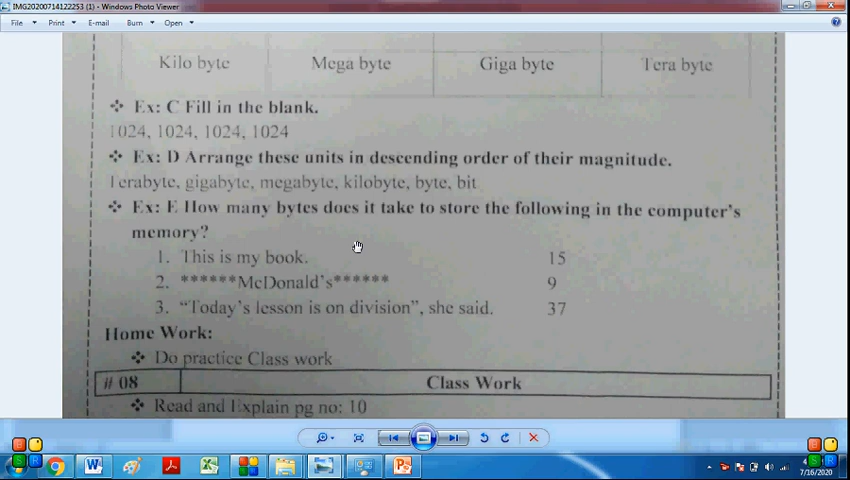 IMG20200714122253 (1) - Windows Photo Viewer
File Print E-mail Burn Open
Kilo byte Mega byte Giga byte Tera byte
❖ Ex: C Fill in the blank.
1024, 1024, 1024, 1024
❖ Ex: D Arrange these units in descending order of their magnitude.
Terabyte, gigabyte, megabyte, kilobyte, byte, bit
❖ Ex: E How many bytes does it take to store the following in the computer's
memory?
1. This is my book. 15
2. ******McDonald's****** 9
3. "Today's lesson is on division", she said. 37
Home Work:
❖ Do practice Class work
# 08 Class Work
❖ Read and Explain pg no: 10
7/16/2020